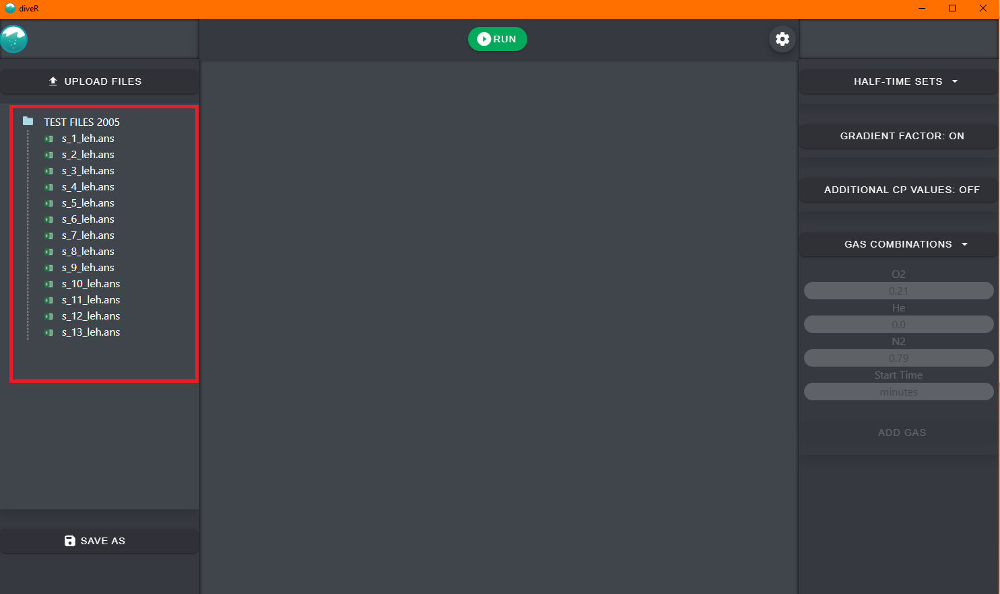 diveR
RUN
UPLOAD FILES
TEST FILES 2005
s_1_leh.ans
s_2_leh.ans
s_3_leh.ans
s_4_leh.ans
s_5_leh.ans
s_6_leh.ans
s_7_leh.ans
s_8_leh.ans
s_9_leh.ans
s_10_leh.ans
s_11_leh.ans
s_12_leh.ans
s_13_leh.ans
SAVE AS
HALF-TIME SETS
GRADIENT FACTOR: ON
ADDITIONAL CP VALUES: OFF
GAS COMBINATIONS
O2
0.21
He
0.0
N2
0.79
Start Time
minutes
ADD GAS